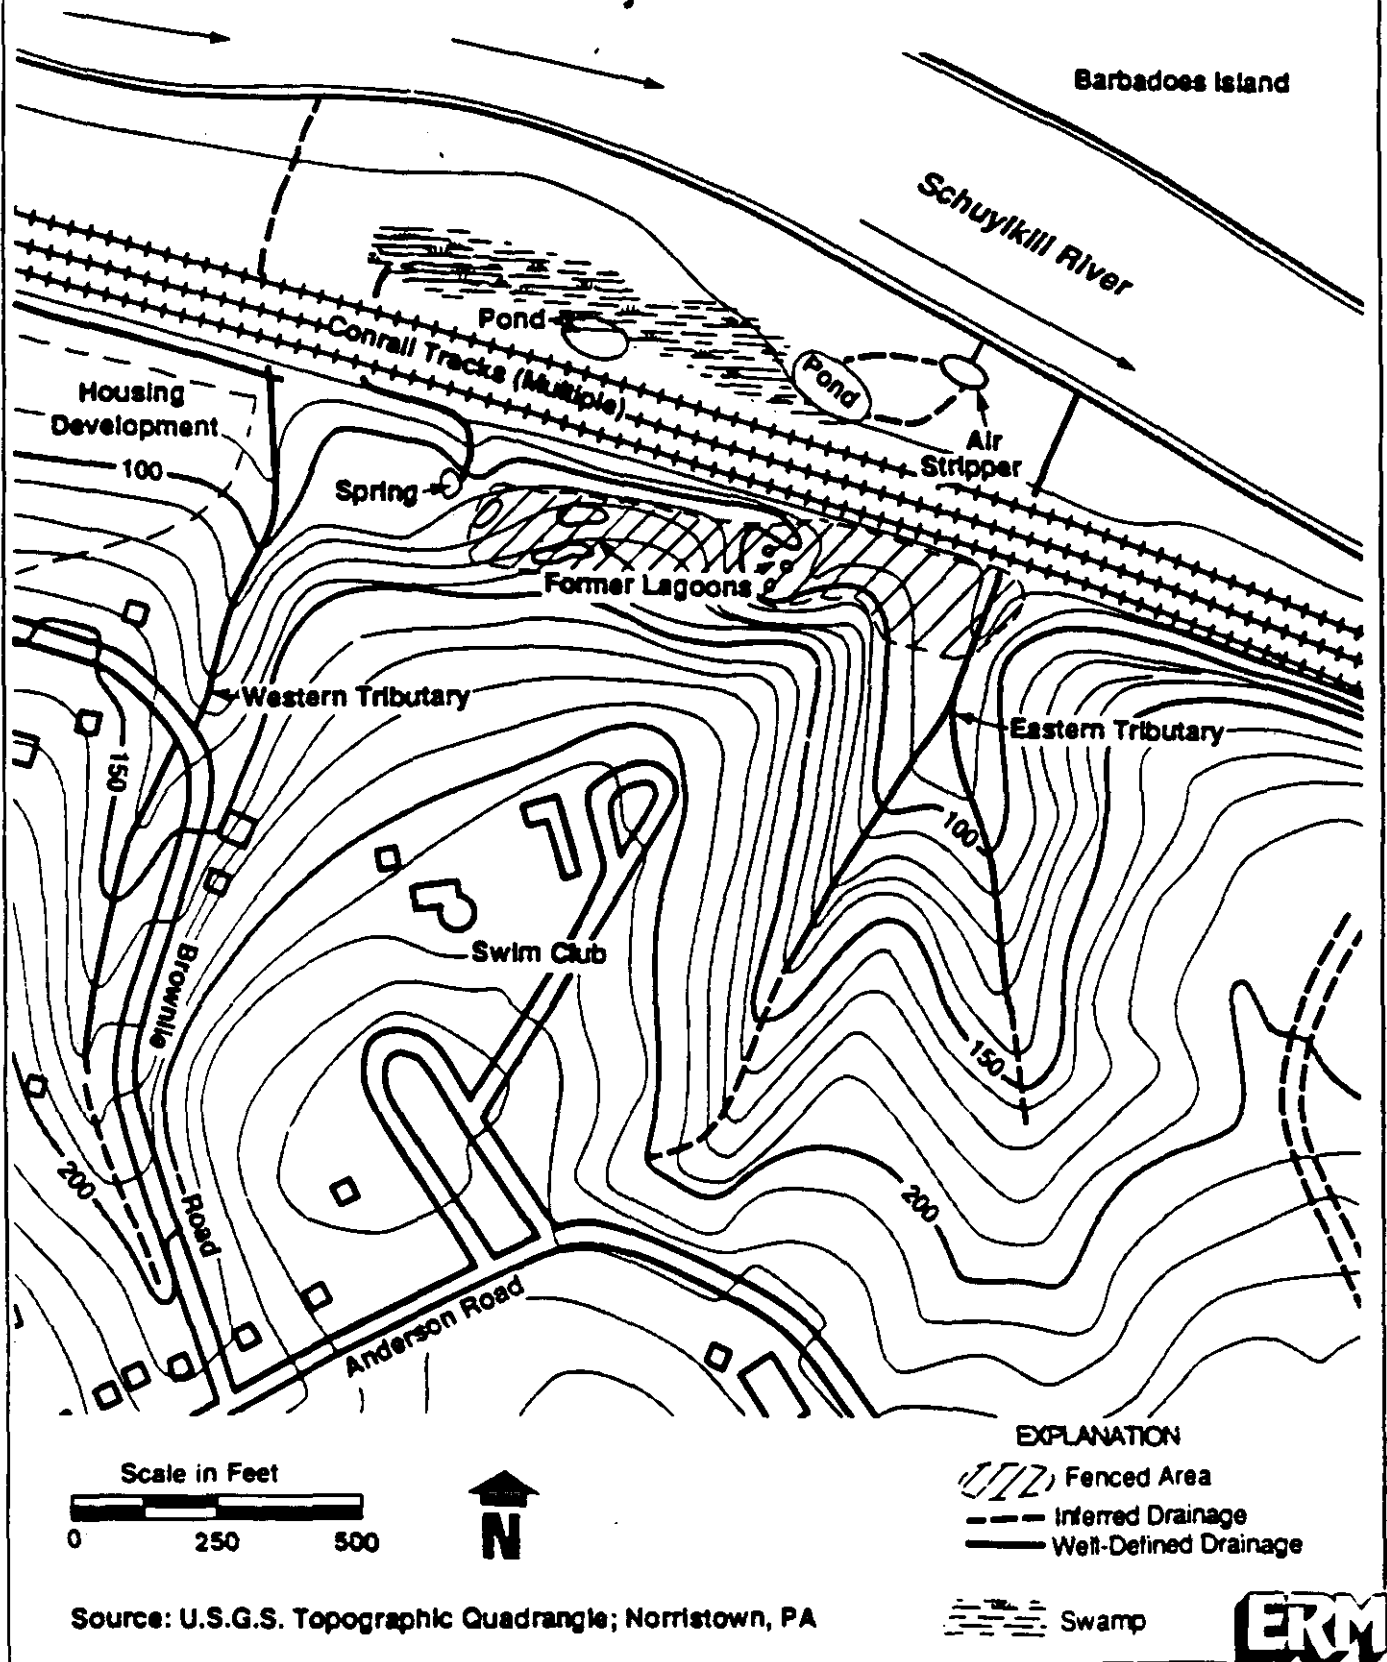 Barbadoes Island
Schuylkill River
Pond
Conrail Tracks (Multiple)
Pond
Housing
Development
Air
Stripper
100
Spring
Former Lagoons
Western Tributary
Eastern Tributary
150
100
Swim Club
Brownlie
Road
150
200
200
Anderson Road
EXPLANATION
Fenced Area
Inferred Drainage
Well-Defined Drainage
Swamp
Scale in Feet
0 250 500
N
Source: U.S.G.S. Topographic Quadrangle; Norristown, PA
ERM